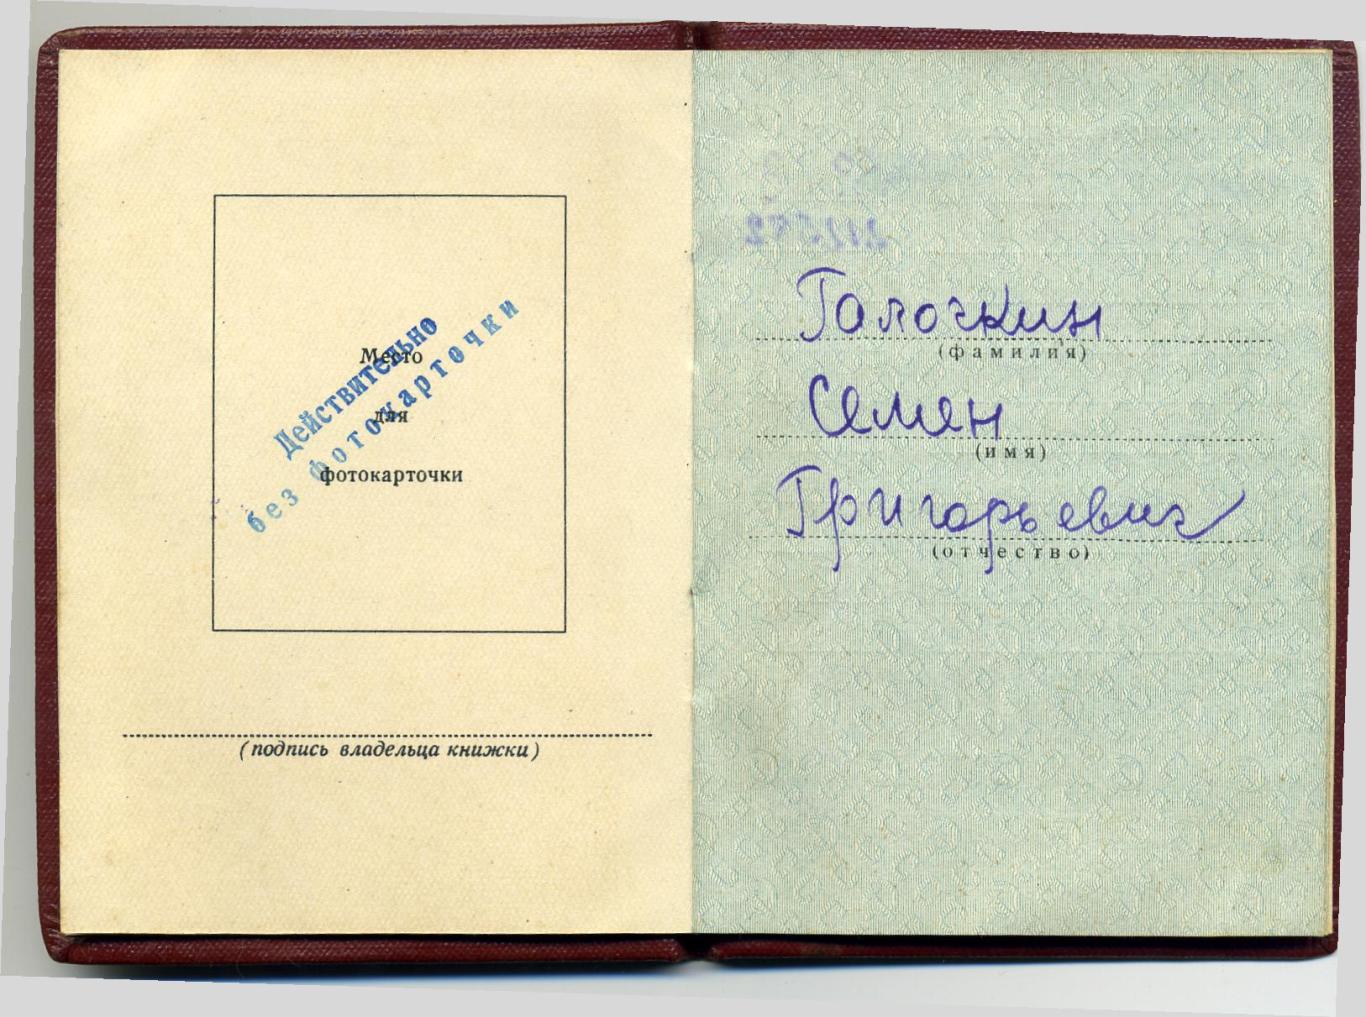 Место
для
фотокарточки
Действительно
без фотокарточки
(подпись владельца книжки)
Галочкин
(фамилия)
Семен
(имя)
Григорьевич
(отчество)